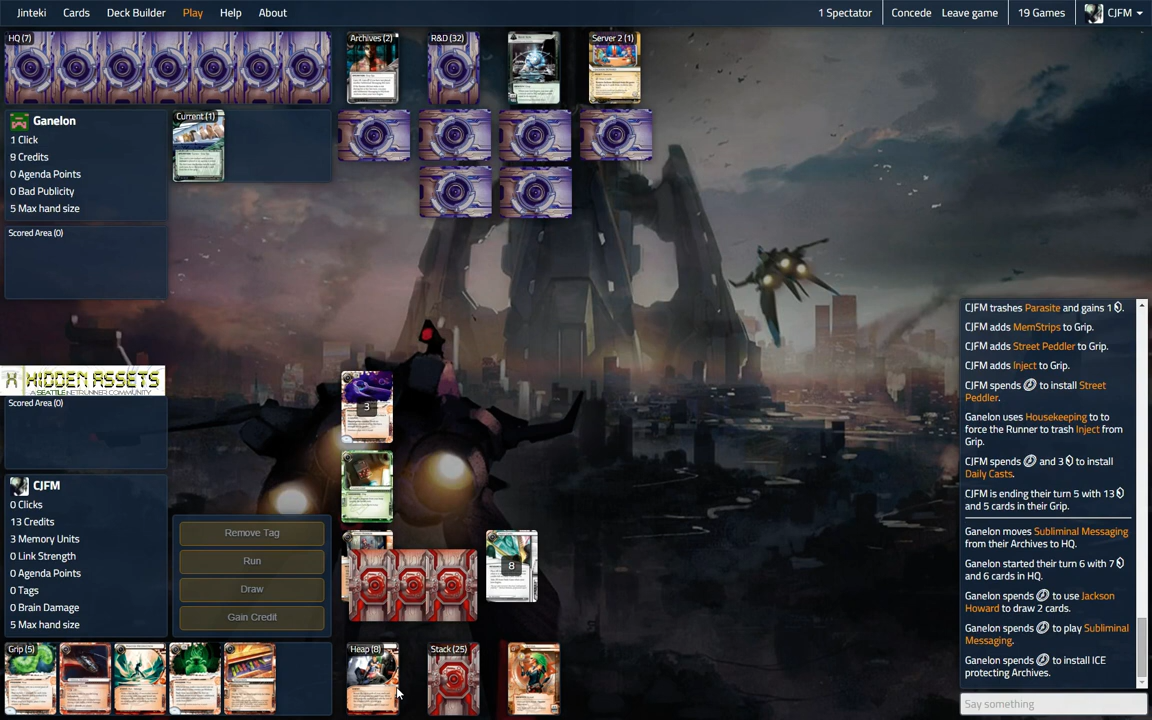 Jinteki Cards Deck Builder Play Help About
1 Spectator Concede Leave game 19 Games CJFM
HQ (7)
Archives (2)
R&D (32)
Server 2 (1)
Ganelon
1 Click
9 Credits
0 Agenda Points
0 Bad Publicity
5 Max hand size
Current (1)
Scored Area (0)
HIDDEN ASSETS
A SEATTLE NETRUNNER COMMUNITY
Scored Area (0)
CJFM
0 Clicks
13 Credits
3 Memory Units
0 Link Strength
0 Agenda Points
0 Tags
0 Brain Damage
5 Max hand size
Remove Tag
Run
Draw
Gain Credit
3
8
Grip (5)
Heap (8)
Stack (25)
CJFM trashes Parasite and gains 1.
CJFM adds MemStrips to Grip.
CJFM adds Street Peddler to Grip.
CJFM adds Inject to Grip.
CJFM spends to install Street
Peddler.
Ganelon uses Housekeeping to to
force the Runner to trash Inject from
Grip.
CJFM spends and 3 to install
Daily Casts.
CJFM is ending their turn 5 with 13
and 5 cards in their Grip.
Ganelon moves Subliminal Messaging
from their Archives to HQ.
Ganelon started their turn 6 with 7
and 6 cards in HQ.
Ganelon spends to use Jackson
Howard to draw 2 cards.
Ganelon spends to play Subliminal
Messaging.
Ganelon spends to install ICE
protecting Archives.
Say something